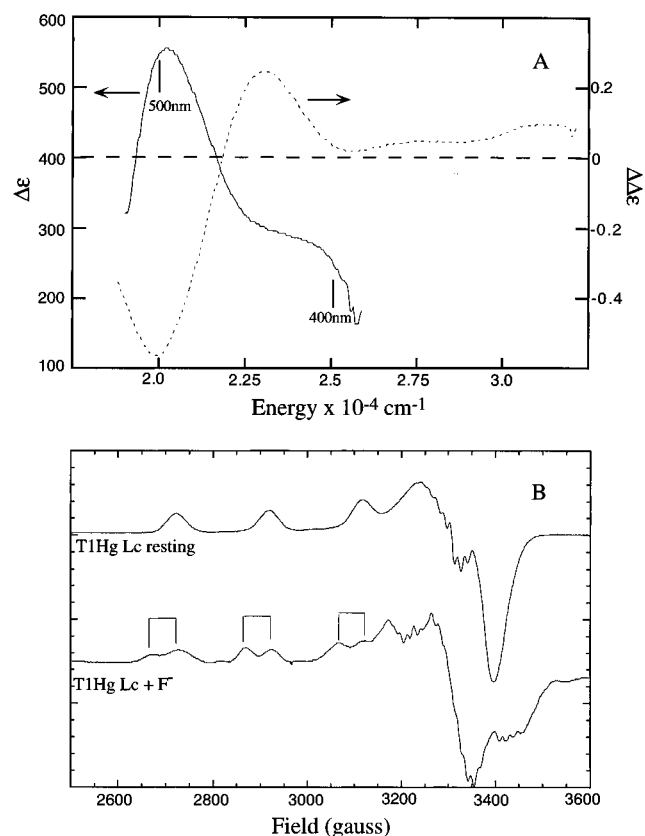 600
500
400
300
200
100
Δε
A
500nm
400nm
0.2
0
-0.2
-0.4
ΔΔε
2.0
2.25
2.5
2.75
3.0
Energy x 10-4 cm-1
B
T1Hg Lc resting
T1Hg Lc + F-
2600
2800
3000
3200
3400
3600
Field (gauss)